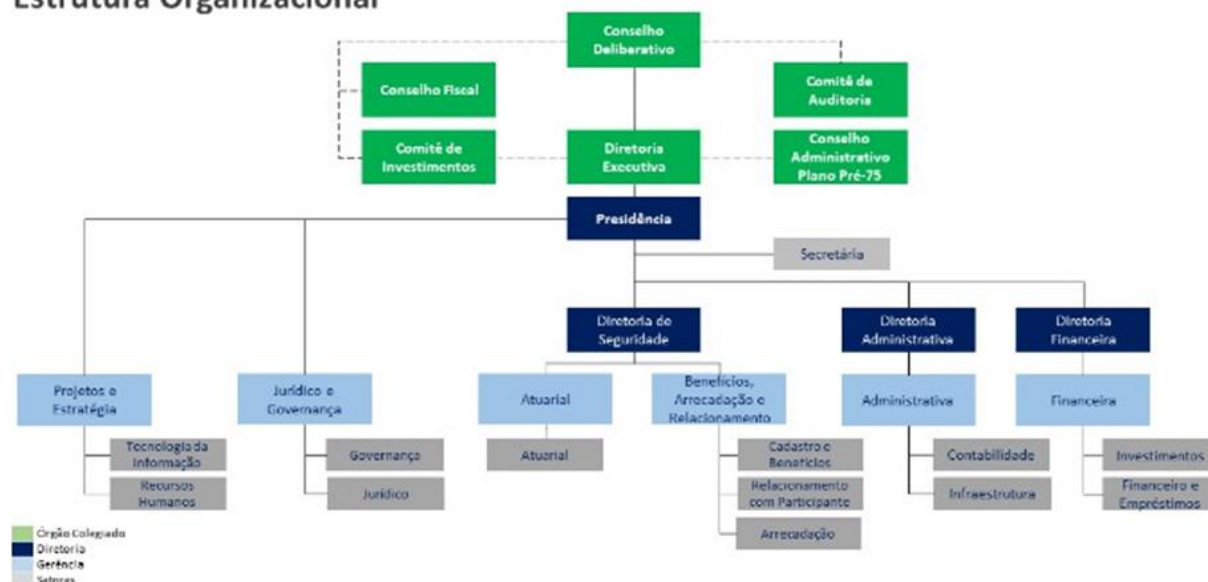 Estrutura Organizacional
Conselho
Deliberativo
Conselho Fiscal
Comitê de
Auditoria
Comitê de
Investimentos
Diretoria
Executiva
Conselho
Administrativo
Plano Pré-75
Presidência
Secretária
Diretoria de
Seguridade
Diretoria
Administrativa
Diretoria
Financeira
Projetos e
Estratégia
Jurídico e
Governança
Atuarial
Benefícios,
Arrecadação e
Relacionamento
Administrativa
Financeira
Tecnologia da
Informação
Recursos
Humanos
Governança
Jurídico
Atuarial
Cadastro e
Benefícios
Relacionamento
com Participante
Arrecadação
Contabilidade
Infraestrutura
Investimentos
Financeiro e
Empréstimos
Órgão Colegiado
Diretoria
Gerência
Setores